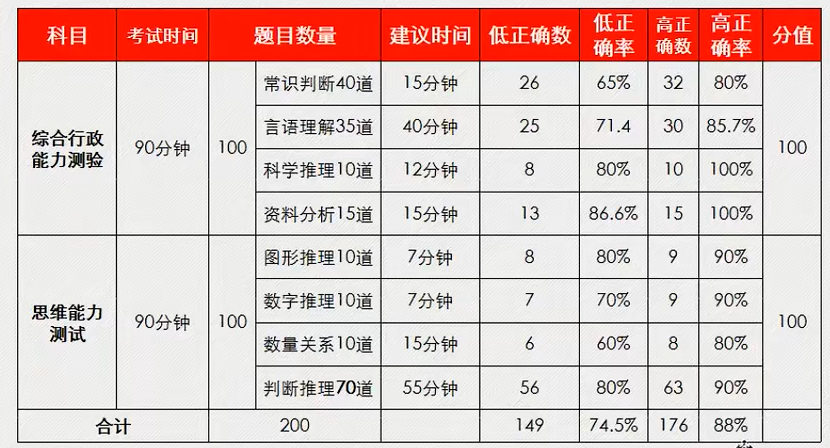 科目 考试时间 题目数量 建议时间 低正确数 低正确率 高正确数 高正确率 分值
综合行政能力测验 90分钟 100 常识判断40道 15分钟 26 65% 32 80% 100
言语理解35道 40分钟 25 71.4 30 85.7%
科学推理10道 12分钟 8 80% 10 100%
资料分析15道 15分钟 13 86.6% 15 100%
思维能力测试 90分钟 100 图形推理10道 7分钟 8 80% 9 90% 100
数字推理10道 7分钟 7 70% 9 90%
数量关系10道 15分钟 6 60% 8 80%
判断推理70道 55分钟 56 80% 63 90%
合计 200 149 74.5% 176 88%